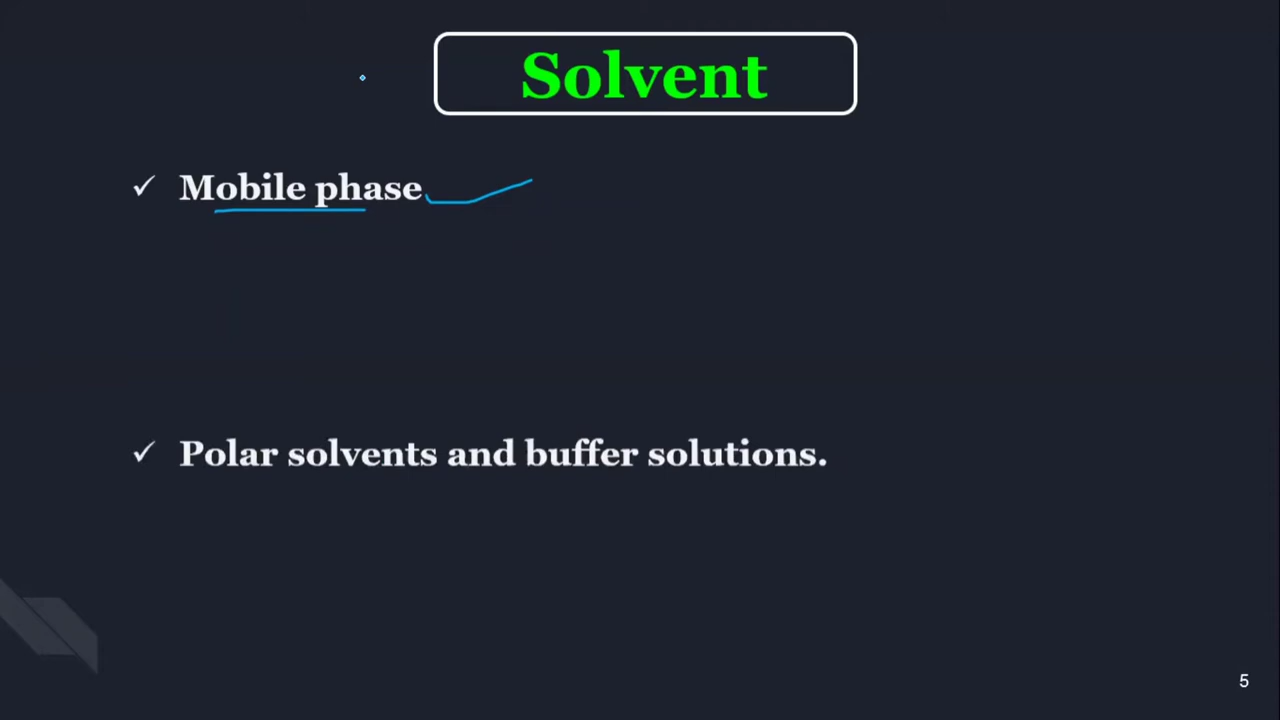 Solvent
✓ Mobile phase
✓ Polar solvents and buffer solutions.
5